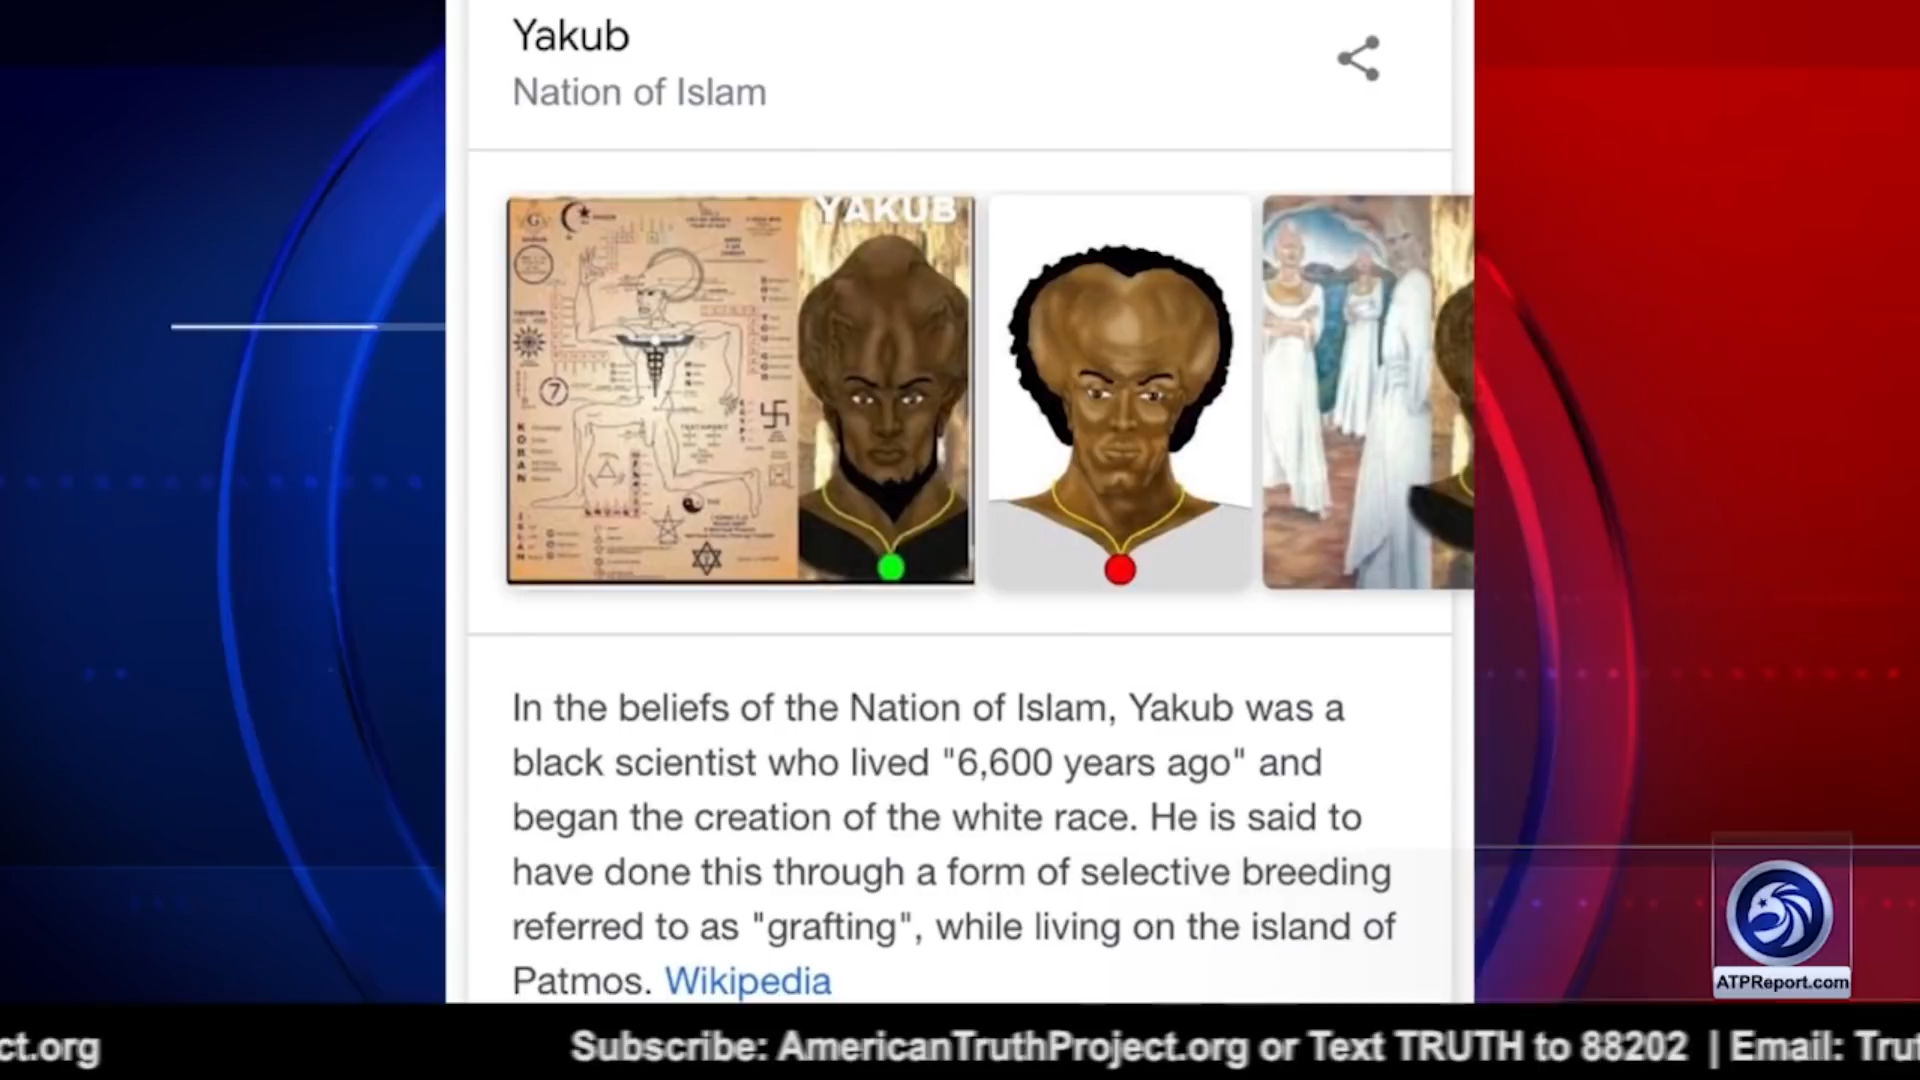 Yakub
Nation of Islam
YAKUB
G
7
K
O
R
A
N
In the beliefs of the Nation of Islam, Yakub was a
black scientist who lived "6,600 years ago" and
began the creation of the white race. He is said to
have done this through a form of selective breeding
referred to as "grafting", while living on the island of
Patmos. Wikipedia
ATPReport.com
ct.org Subscribe: AmericanTruthProject.org or Text TRUTH to 88202 | Email: Trut